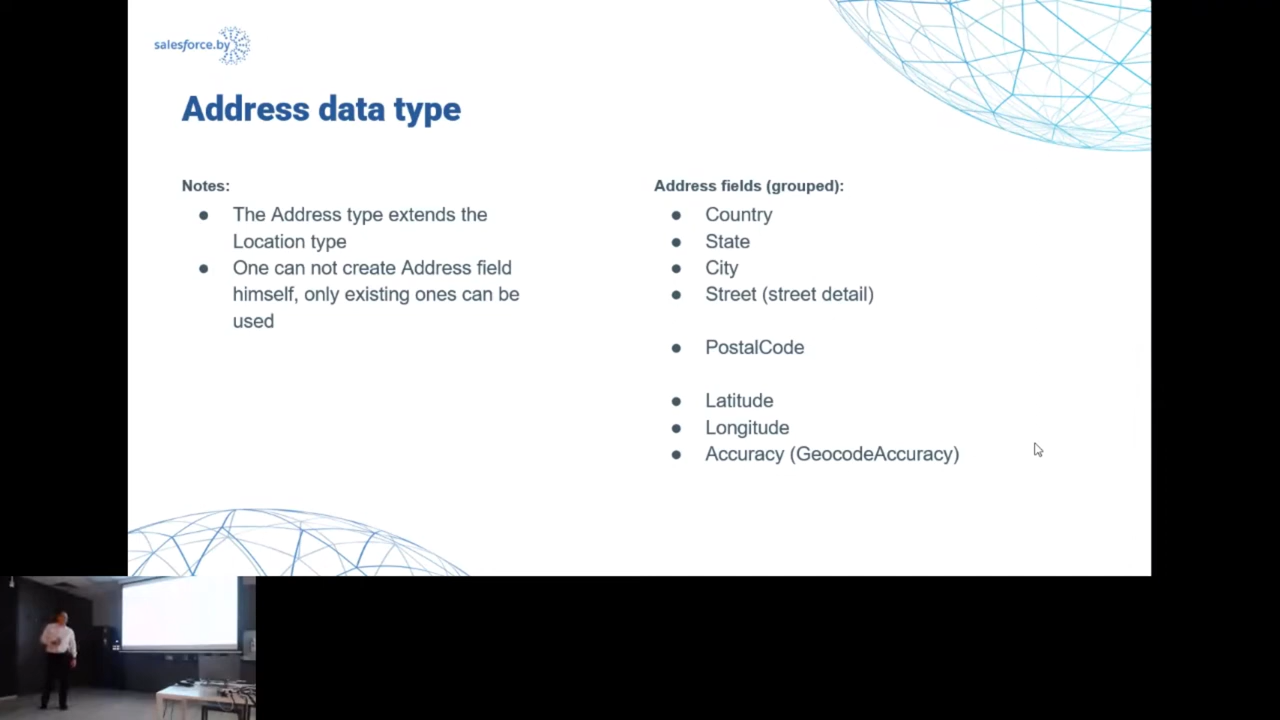 salesforce.by
Address data type
Notes:
● The Address type extends the
Location type
● One can not create Address field
himself, only existing ones can be
used
Address fields (grouped):
● Country
● State
● City
● Street (street detail)
● PostalCode
● Latitude
● Longitude
● Accuracy (GeocodeAccuracy)